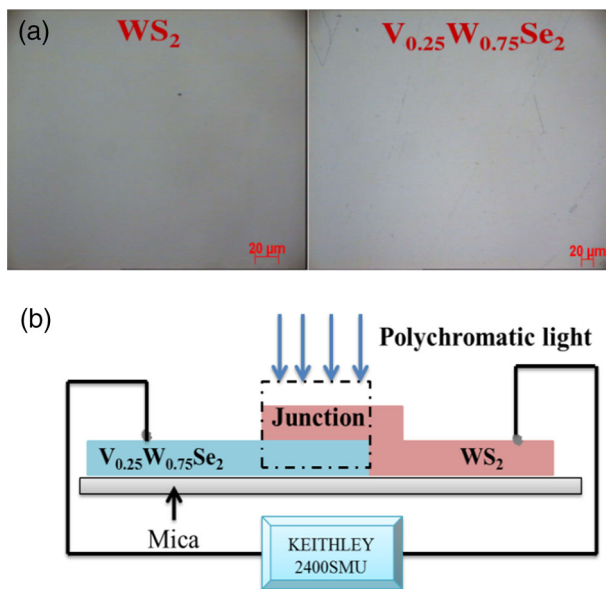 (a)
WS₂
V₀.₂₅W₀.₇₅Se₂
20 μm
20 μm
(b)
Polychromatic light
Junction
V₀.₂₅W₀.₇₅Se₂
WS₂
Mica
KEITHLEY
2400SMU